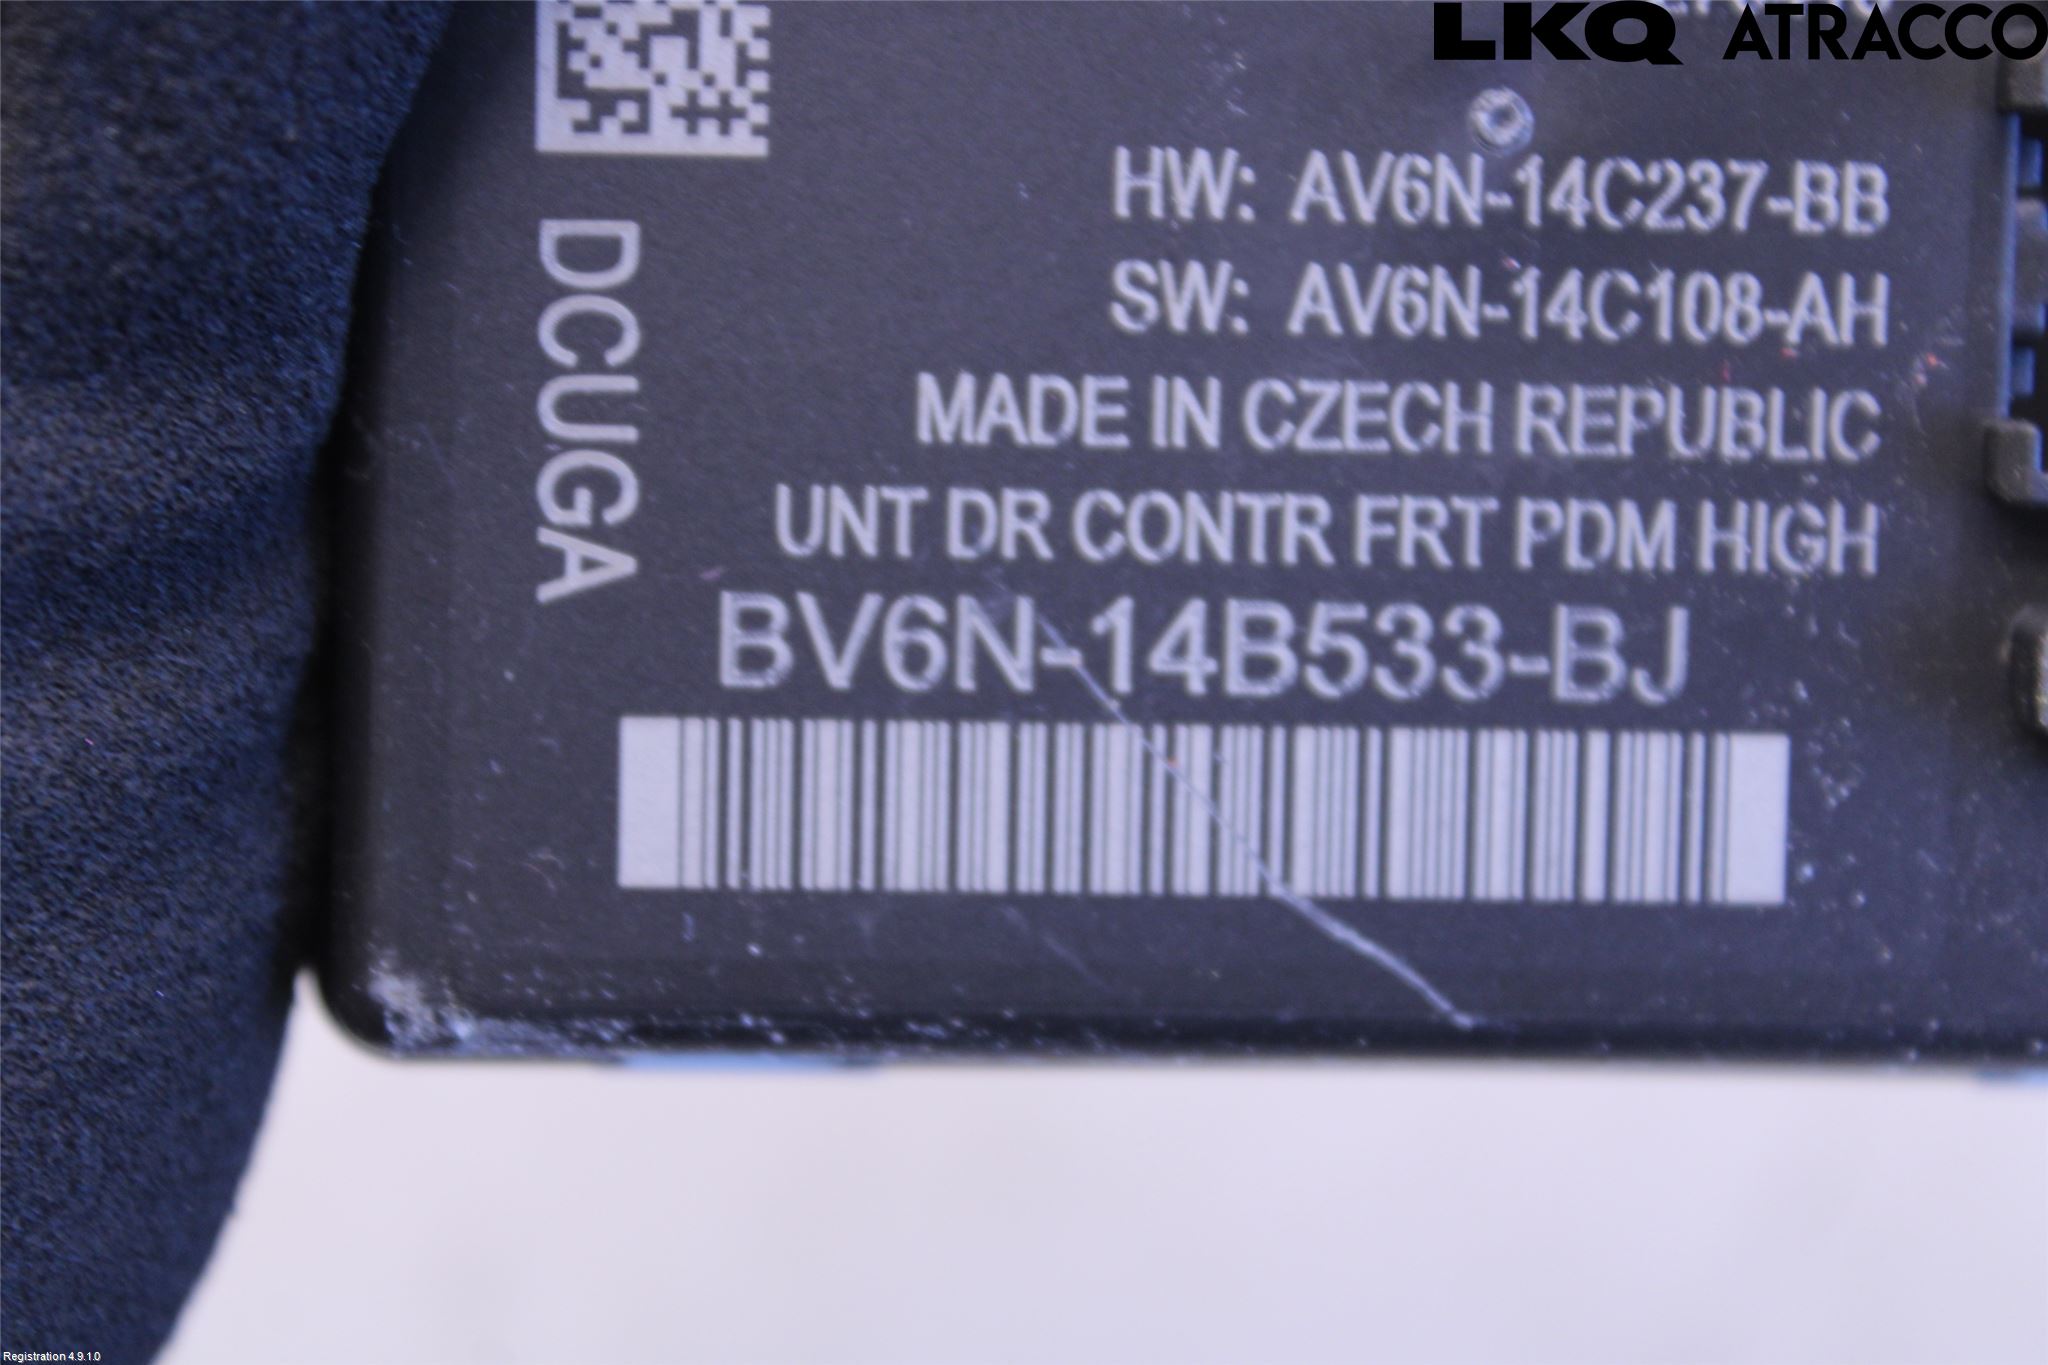 LKQ ATRACCO
HW: AV6N-14C237-BB
SW: AV6N-14C108-AH
MADE IN CZECH REPUBLIC
UNT DR CONTR FRT PDM HIGH
BV6N-14B533-BJ
DCUGA
Registration 4.9.1.0